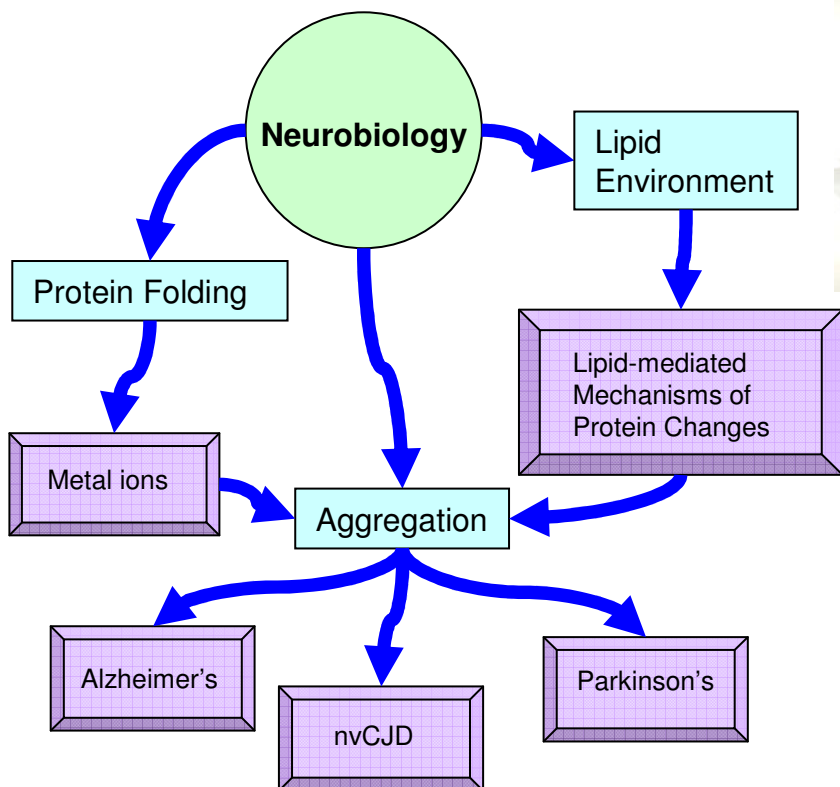 Neurobiology
Lipid
Environment
Protein Folding
Lipid-mediated
Mechanisms of
Protein Changes
Metal ions
Aggregation
Alzheimer's
nvCJD
Parkinson's